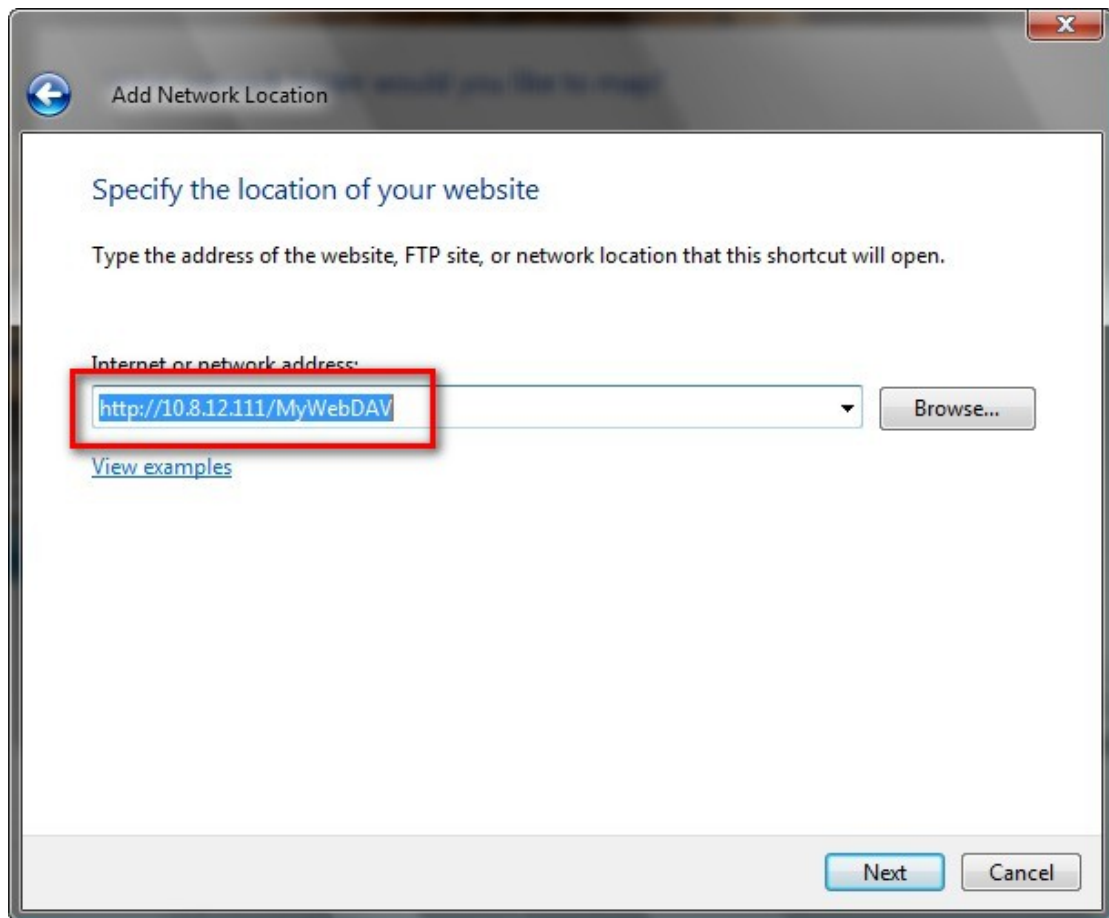 Add Network Location
Specify the location of your website
Type the address of the website, FTP site, or network location that this shortcut will open.
Internet or network address:
http://10.8.12.111/MyWebDAV
Browse...
View examples
Next
Cancel